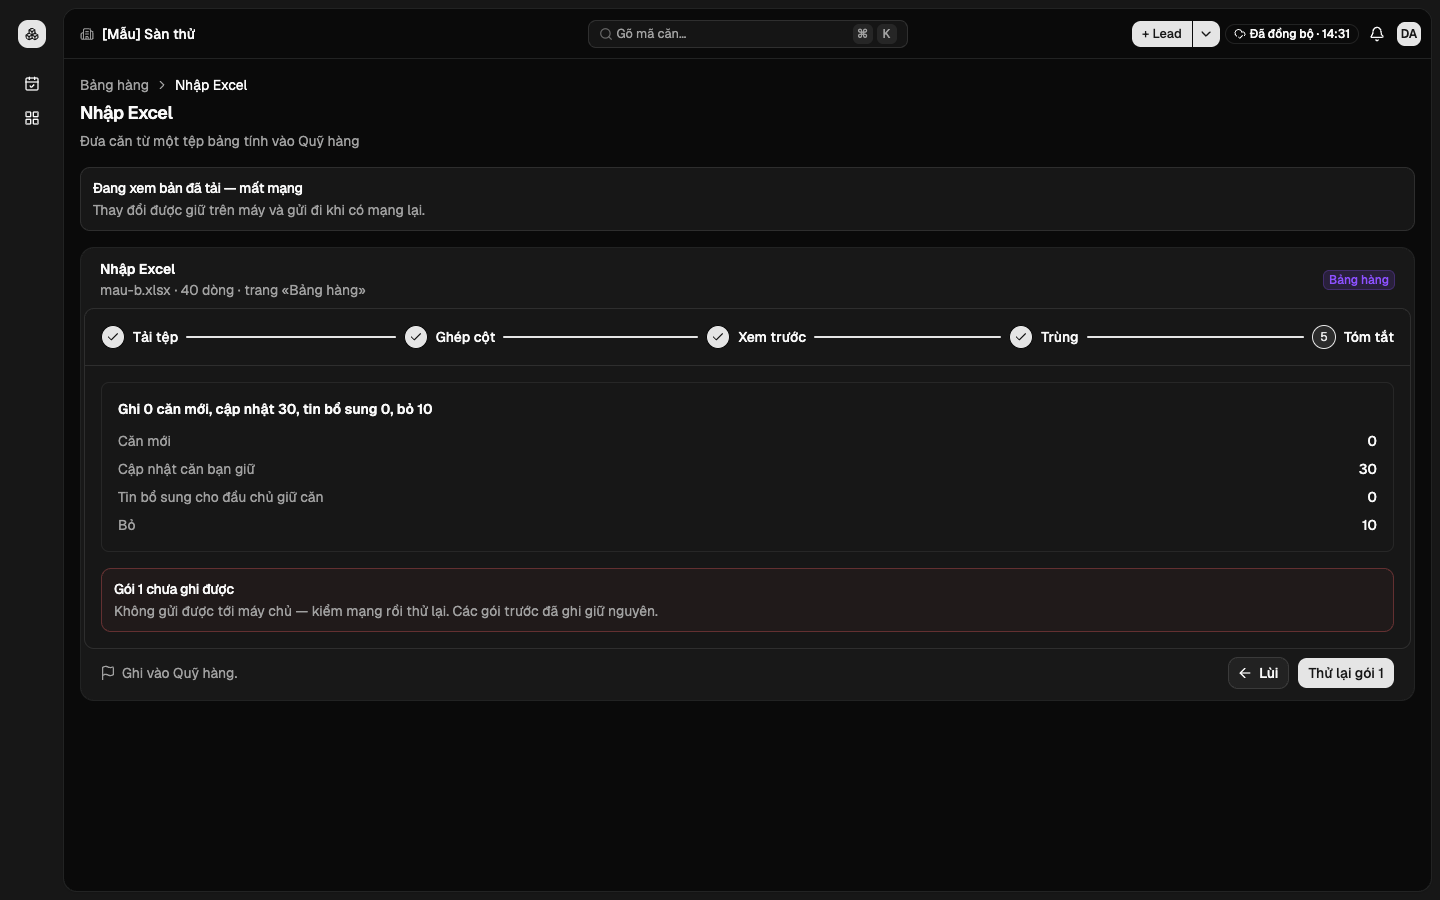 [Mẫu] Sàn thử
Gõ mã căn...
⌘ K
+ Lead
Đã đồng bộ · 14:31
DA
Bảng hàng > Nhập Excel
Nhập Excel
Đưa căn từ một tệp bảng tính vào Quỹ hàng
Đang xem bản đã tải — mất mạng
Thay đổi được giữ trên máy và gửi đi khi có mạng lại.
Nhập Excel
mau-b.xlsx · 40 dòng · trang «Bảng hàng»
Bảng hàng
Tải tệp
Ghép cột
Xem trước
Trùng
5 Tóm tắt
Ghi 0 căn mới, cập nhật 30, tin bổ sung 0, bỏ 10
Căn mới 0
Cập nhật căn bạn giữ 30
Tin bổ sung cho đầu chủ giữ căn 0
Bỏ 10
Gói 1 chưa ghi được
Không gửi được tới máy chủ — kiểm mạng rồi thử lại. Các gói trước đã ghi giữ nguyên.
Ghi vào Quỹ hàng.
Lùi
Thử lại gói 1